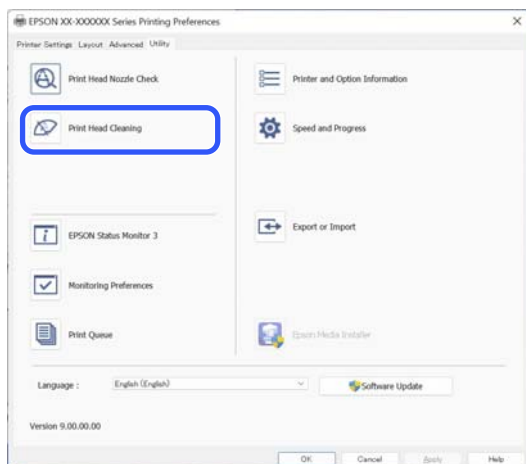 EPSON XX-XXXXXX Series Printing Preferences
Printer Settings Layout Advanced Utility
Print Head Nozzle Check
Printer and Option Information
Print Head Cleaning
Speed and Progress
EPSON Status Monitor 3
Export or Import
Monitoring Preferences
Print Queue
Epson Media Installer
Language :
English (English)
Software Update
Version 9.00.00.00
OK
Cancel
Apply
Help